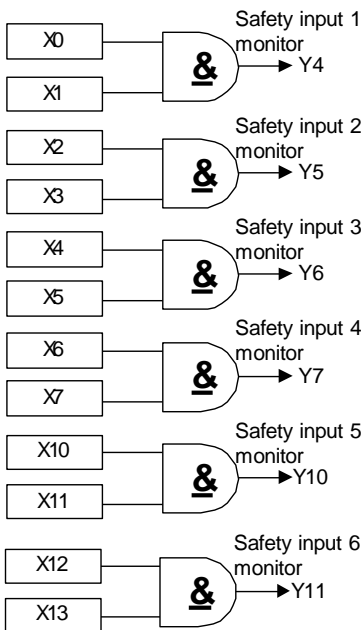 Safety input 1
X0
monitor
&
Y4
X1
Safety input 2
X2
monitor
&
Y5
X3
Safety input 3
X4
monitor
&
Y6
X5
Safety input 4
X6
monitor
&
Y7
X7
Safety input 5
X10
monitor
&
Y10
X11
Safety input 6
X12
monitor
&
Y11
X13